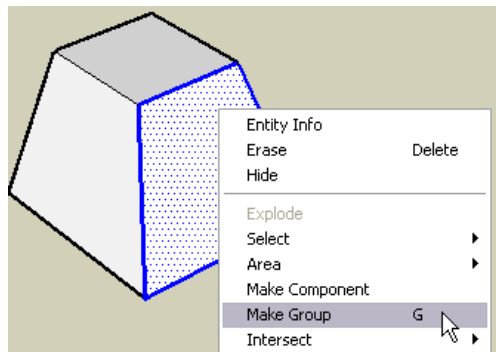 Entity Info
Erase Delete
Hide
Explode
Select
Area
Make Component
Make Group G
Intersect